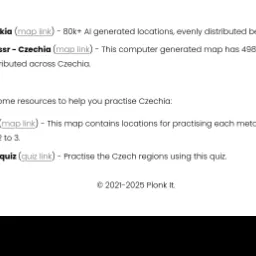 kia (map link) - 80k+ AI generated locations, evenly distributed be
ssr - Czechia (map link) - This computer generated map has 498
ributed across Czechia.
ome resources to help you practise Czechia:
(map link) - This map contains locations for practising each meta
2 to 3.
quiz (quiz link) - Practise the Czech regions using this quiz.
© 2021-2025 Plonk It.